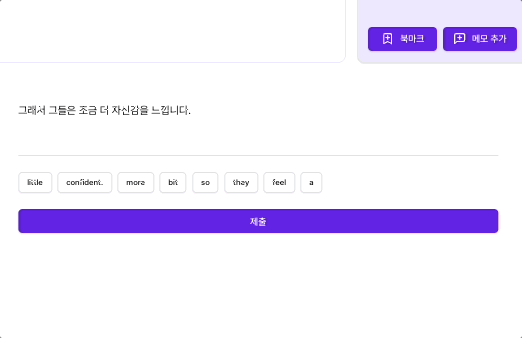 북마크
메모 추가
그래서 그들은 조금 더 자신감을 느낍니다.
little confident. more bit so they feel a
제출